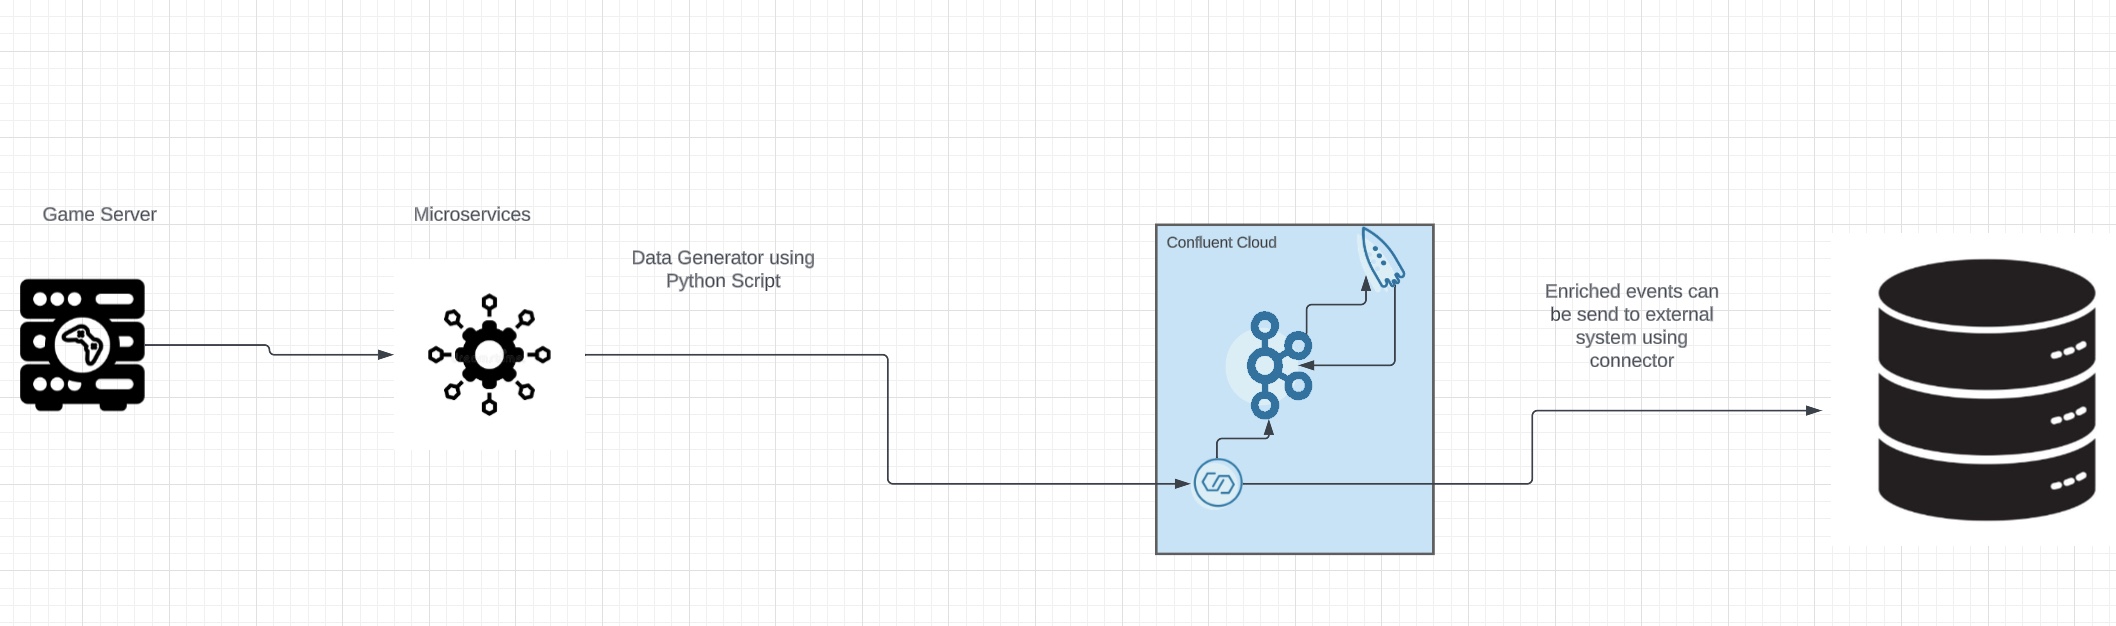 Game Server
Microservices
Data Generator using
Python Script
Confluent Cloud
Enriched events can
be send to external
system using
connector